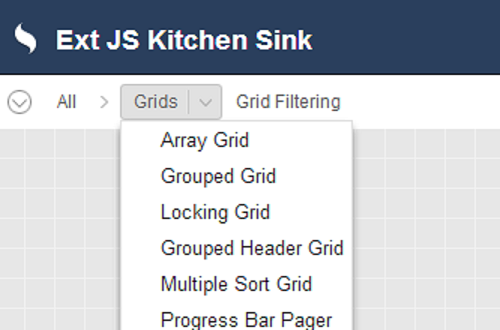 Ext JS Kitchen Sink
All Grids Grid Filtering
Array Grid
Grouped Grid
Locking Grid
Grouped Header Grid
Multiple Sort Grid
Progress Bar Pager